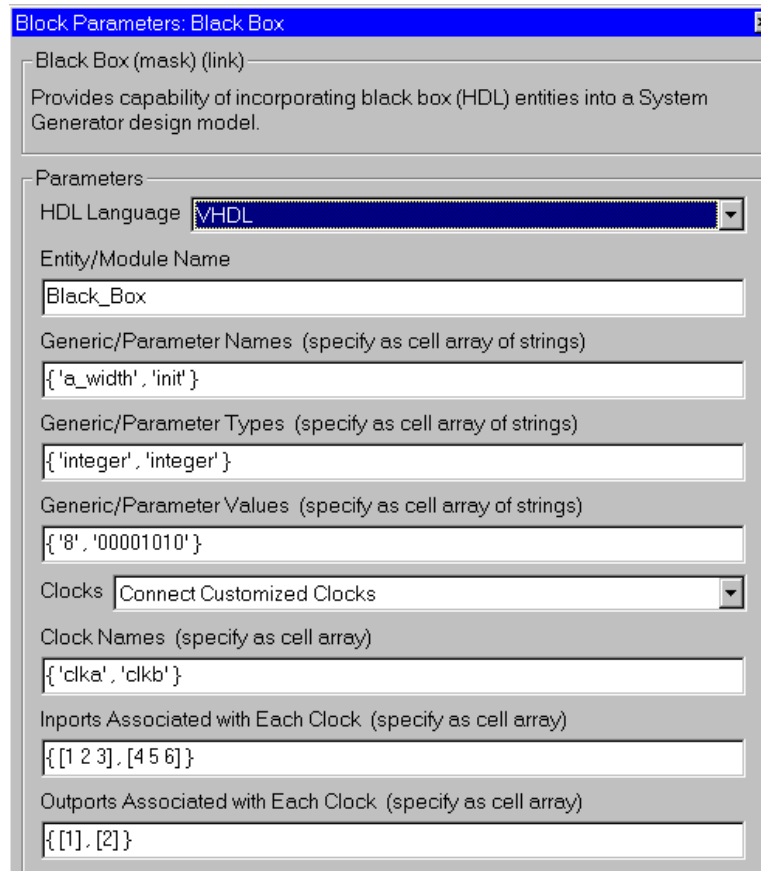 Block Parameters: Black Box
Black Box (mask) (link)
Provides capability of incorporating black box (HDL) entities into a System
Generator design model.
Parameters
HDL Language VHDL
Entity/Module Name
Black_Box
Generic/Parameter Names (specify as cell array of strings)
{ 'a_width' , 'init' }
Generic/Parameter Types (specify as cell array of strings)
{ 'integer' , 'integer' }
Generic/Parameter Values (specify as cell array of strings)
{ '8' , '00001010' }
Clocks Connect Customized Clocks
Clock Names (specify as cell array)
{ 'clka' , 'clkb' }
Inports Associated with Each Clock (specify as cell array)
{ [1 2 3] , [4 5 6] }
Outports Associated with Each Clock (specify as cell array)
{ [1] , [2] }